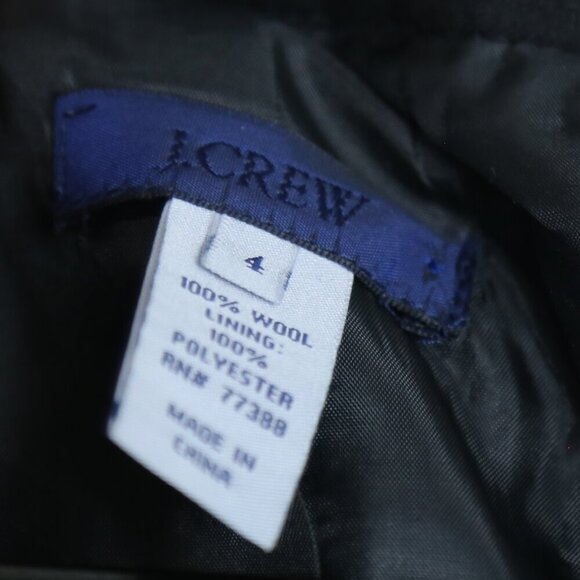 J.CREW
4
100% WOOL
LINING:
100%
POLYESTER
RN# 77388
MADE IN
CHINA